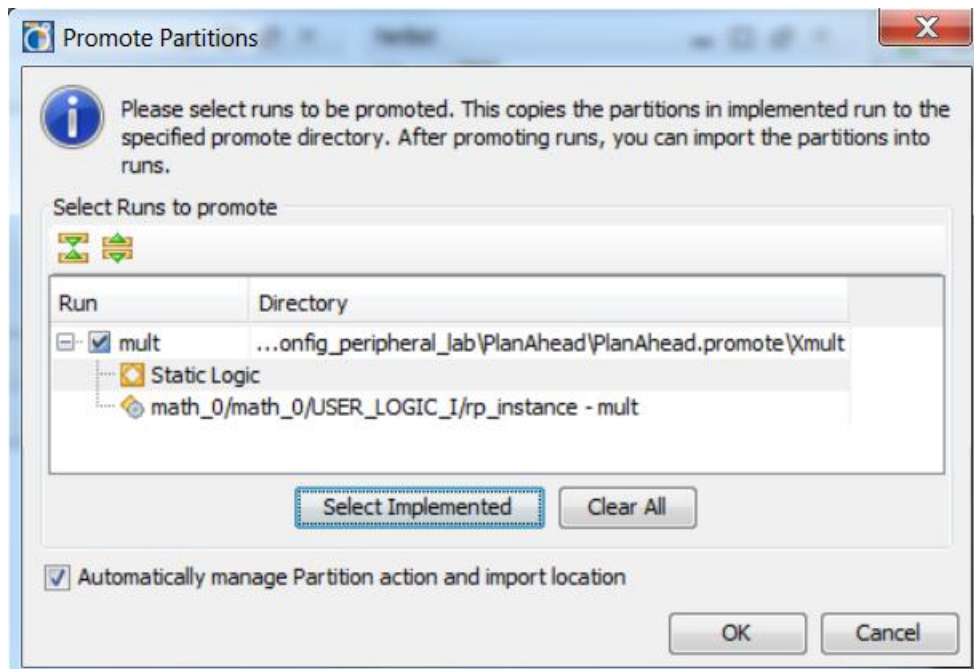 Promote Partitions
Please select runs to be promoted. This copies the partitions in implemented run to the
specified promote directory. After promoting runs, you can import the partitions into
runs.
Select Runs to promote
Run Directory
mult ...onfig_peripheral_lab\PlanAhead\PlanAhead.promote\Xmult
Static Logic
math_0/math_0/USER_LOGIC_I/rp_instance - mult
Select Implemented Clear All
Automatically manage Partition action and import location
OK Cancel